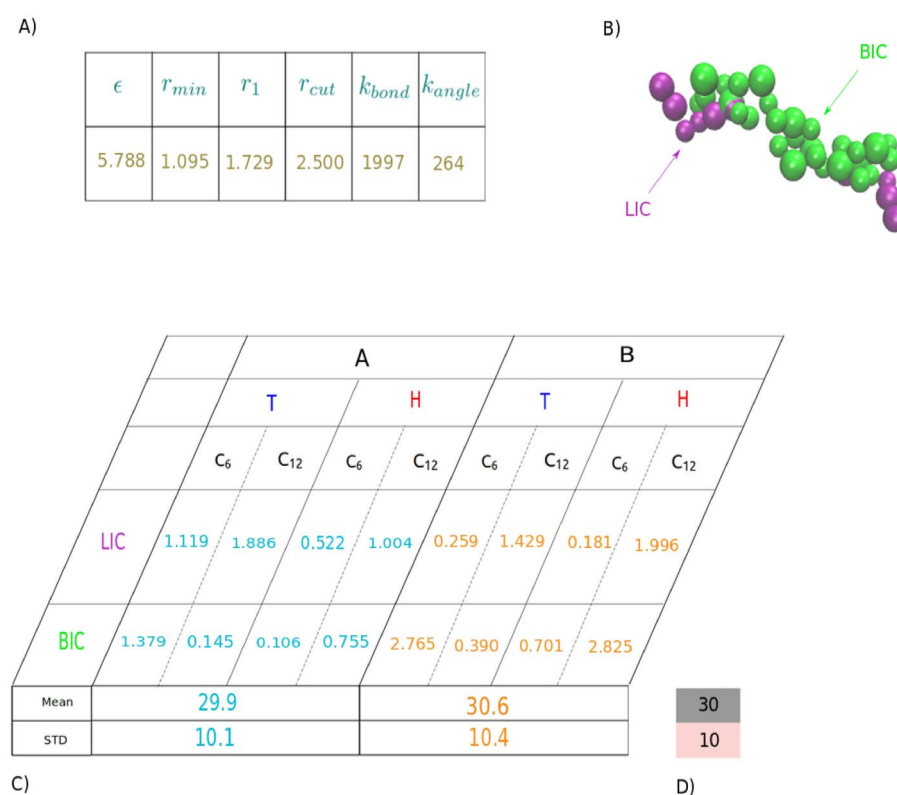 A)
B)
BIC
ϵ r_min r_1 r_cut k_bond k_angle
5.788 1.095 1.729 2.500 1997 264
LIC
A B
T H T H
C₆ C₁₂ C₆ C₁₂ C₆ C₁₂ C₆ C₁₂
LIC 1.119 1.886 0.522 1.004 0.259 1.429 0.181 1.996
BIC 1.379 0.145 0.106 0.755 2.765 0.390 0.701 2.825
Mean 29.9 30.6 30
STD 10.1 10.4 10
C) D)